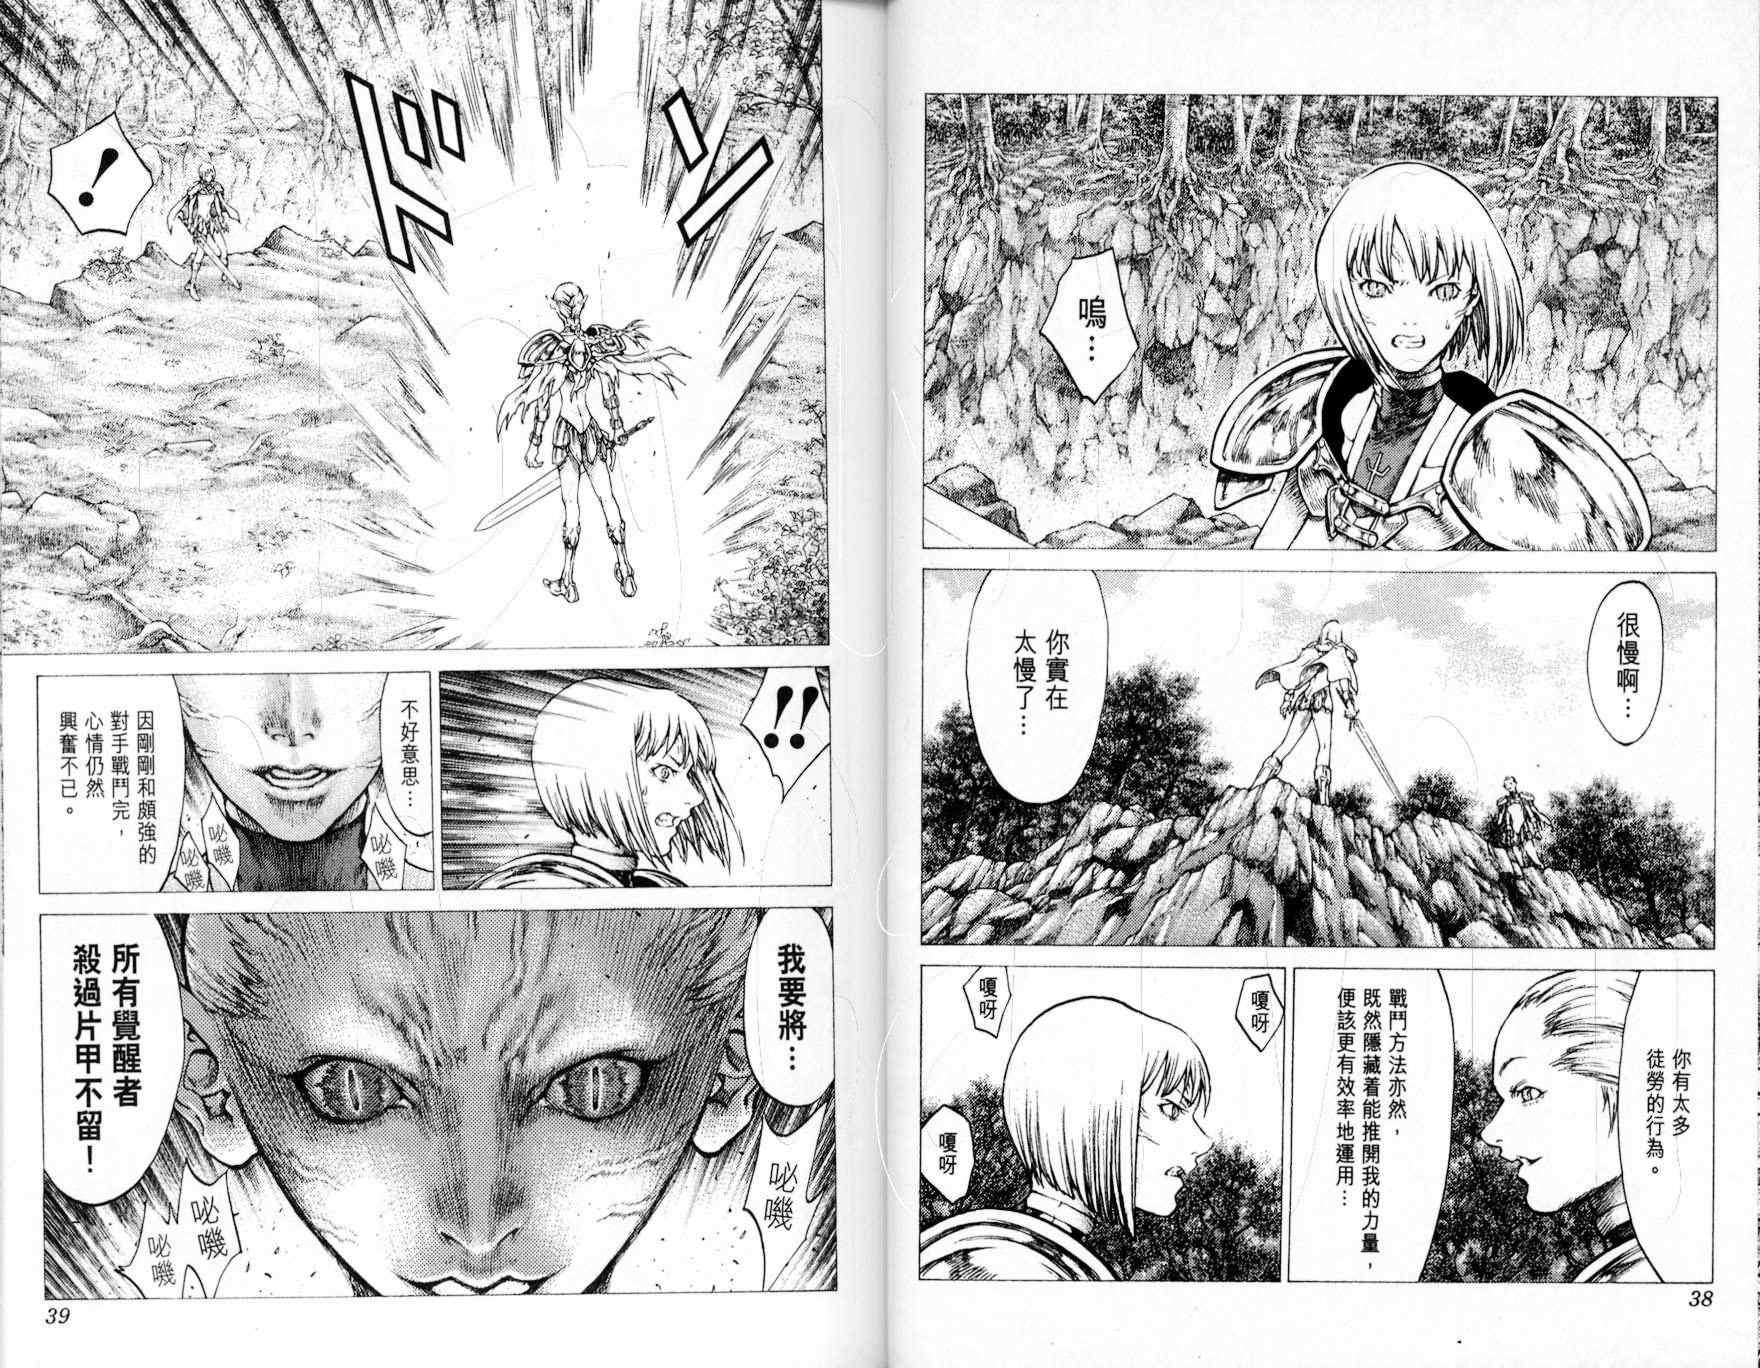 嗚…
很慢啊…
你實在
太慢了…
你有太多
徒勞的行為。
戰鬥方法亦然，
既然隱藏着能推開我的力量，
便該更有效率地運用…
嗄呀
嗄呀
嗄呀
38
ドン
！
!!
不好意思…
因剛剛和頗強的
對手戰鬥完，
心情仍然
興奮不已。
咇嘰
咇嘰
咇嘰
我要將…
所有覺醒者
殺過片甲不留！
咇嘰
咇嘰
咇嘰
39